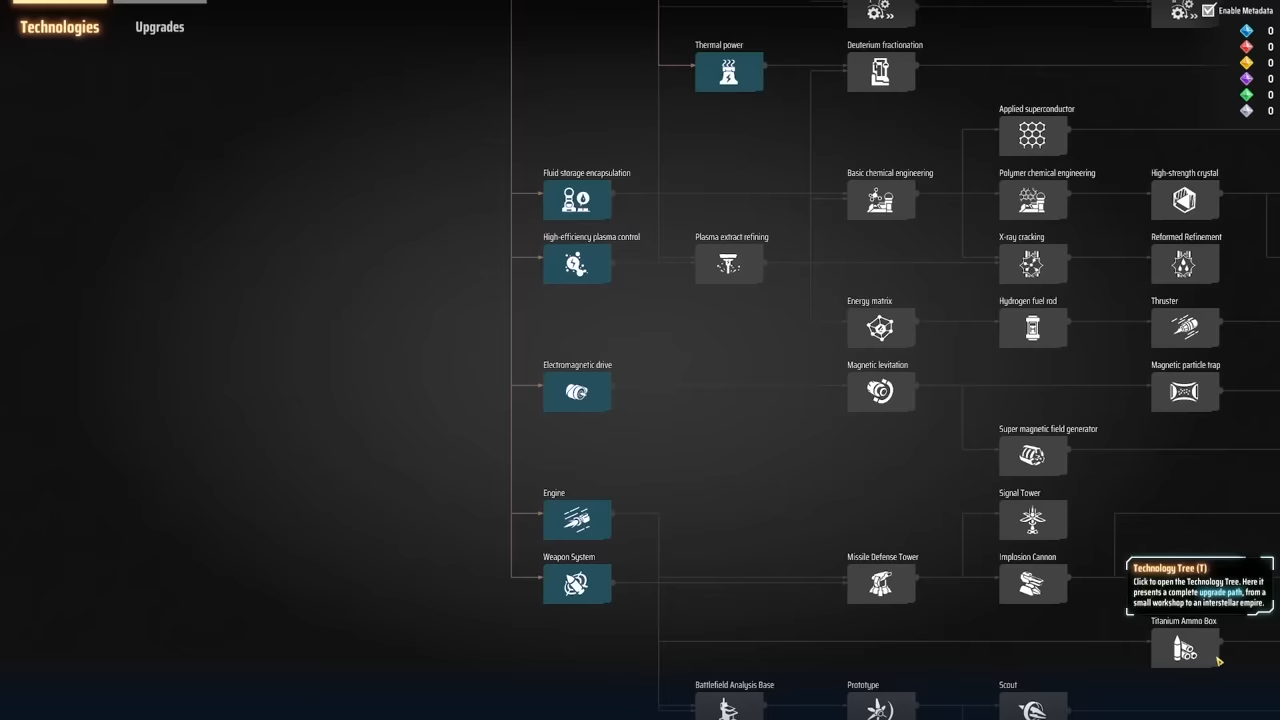 Technologies
Upgrades
Enable Metadata
0
0
0
0
0
0
Thermal power
Deuterium fractionation
Applied superconductor
Fluid storage encapsulation
Basic chemical engineering
Polymer chemical engineering
High-strength crystal
High-efficiency plasma control
Plasma extract refining
X-ray cracking
Reformed Refinement
Energy matrix
Hydrogen fuel rod
Thruster
Electromagnetic drive
Magnetic levitation
Magnetic particle trap
Super magnetic field generator
Engine
Signal Tower
Weapon System
Missile Defense Tower
Implosion Cannon
Technology Tree (T)
Click to open the Technology Tree. Here it
presents a complete upgrade path, from a
small workshop to an interstellar empire.
Titanium Ammo Box
Battlefield Analysis Base
Prototype
Scout